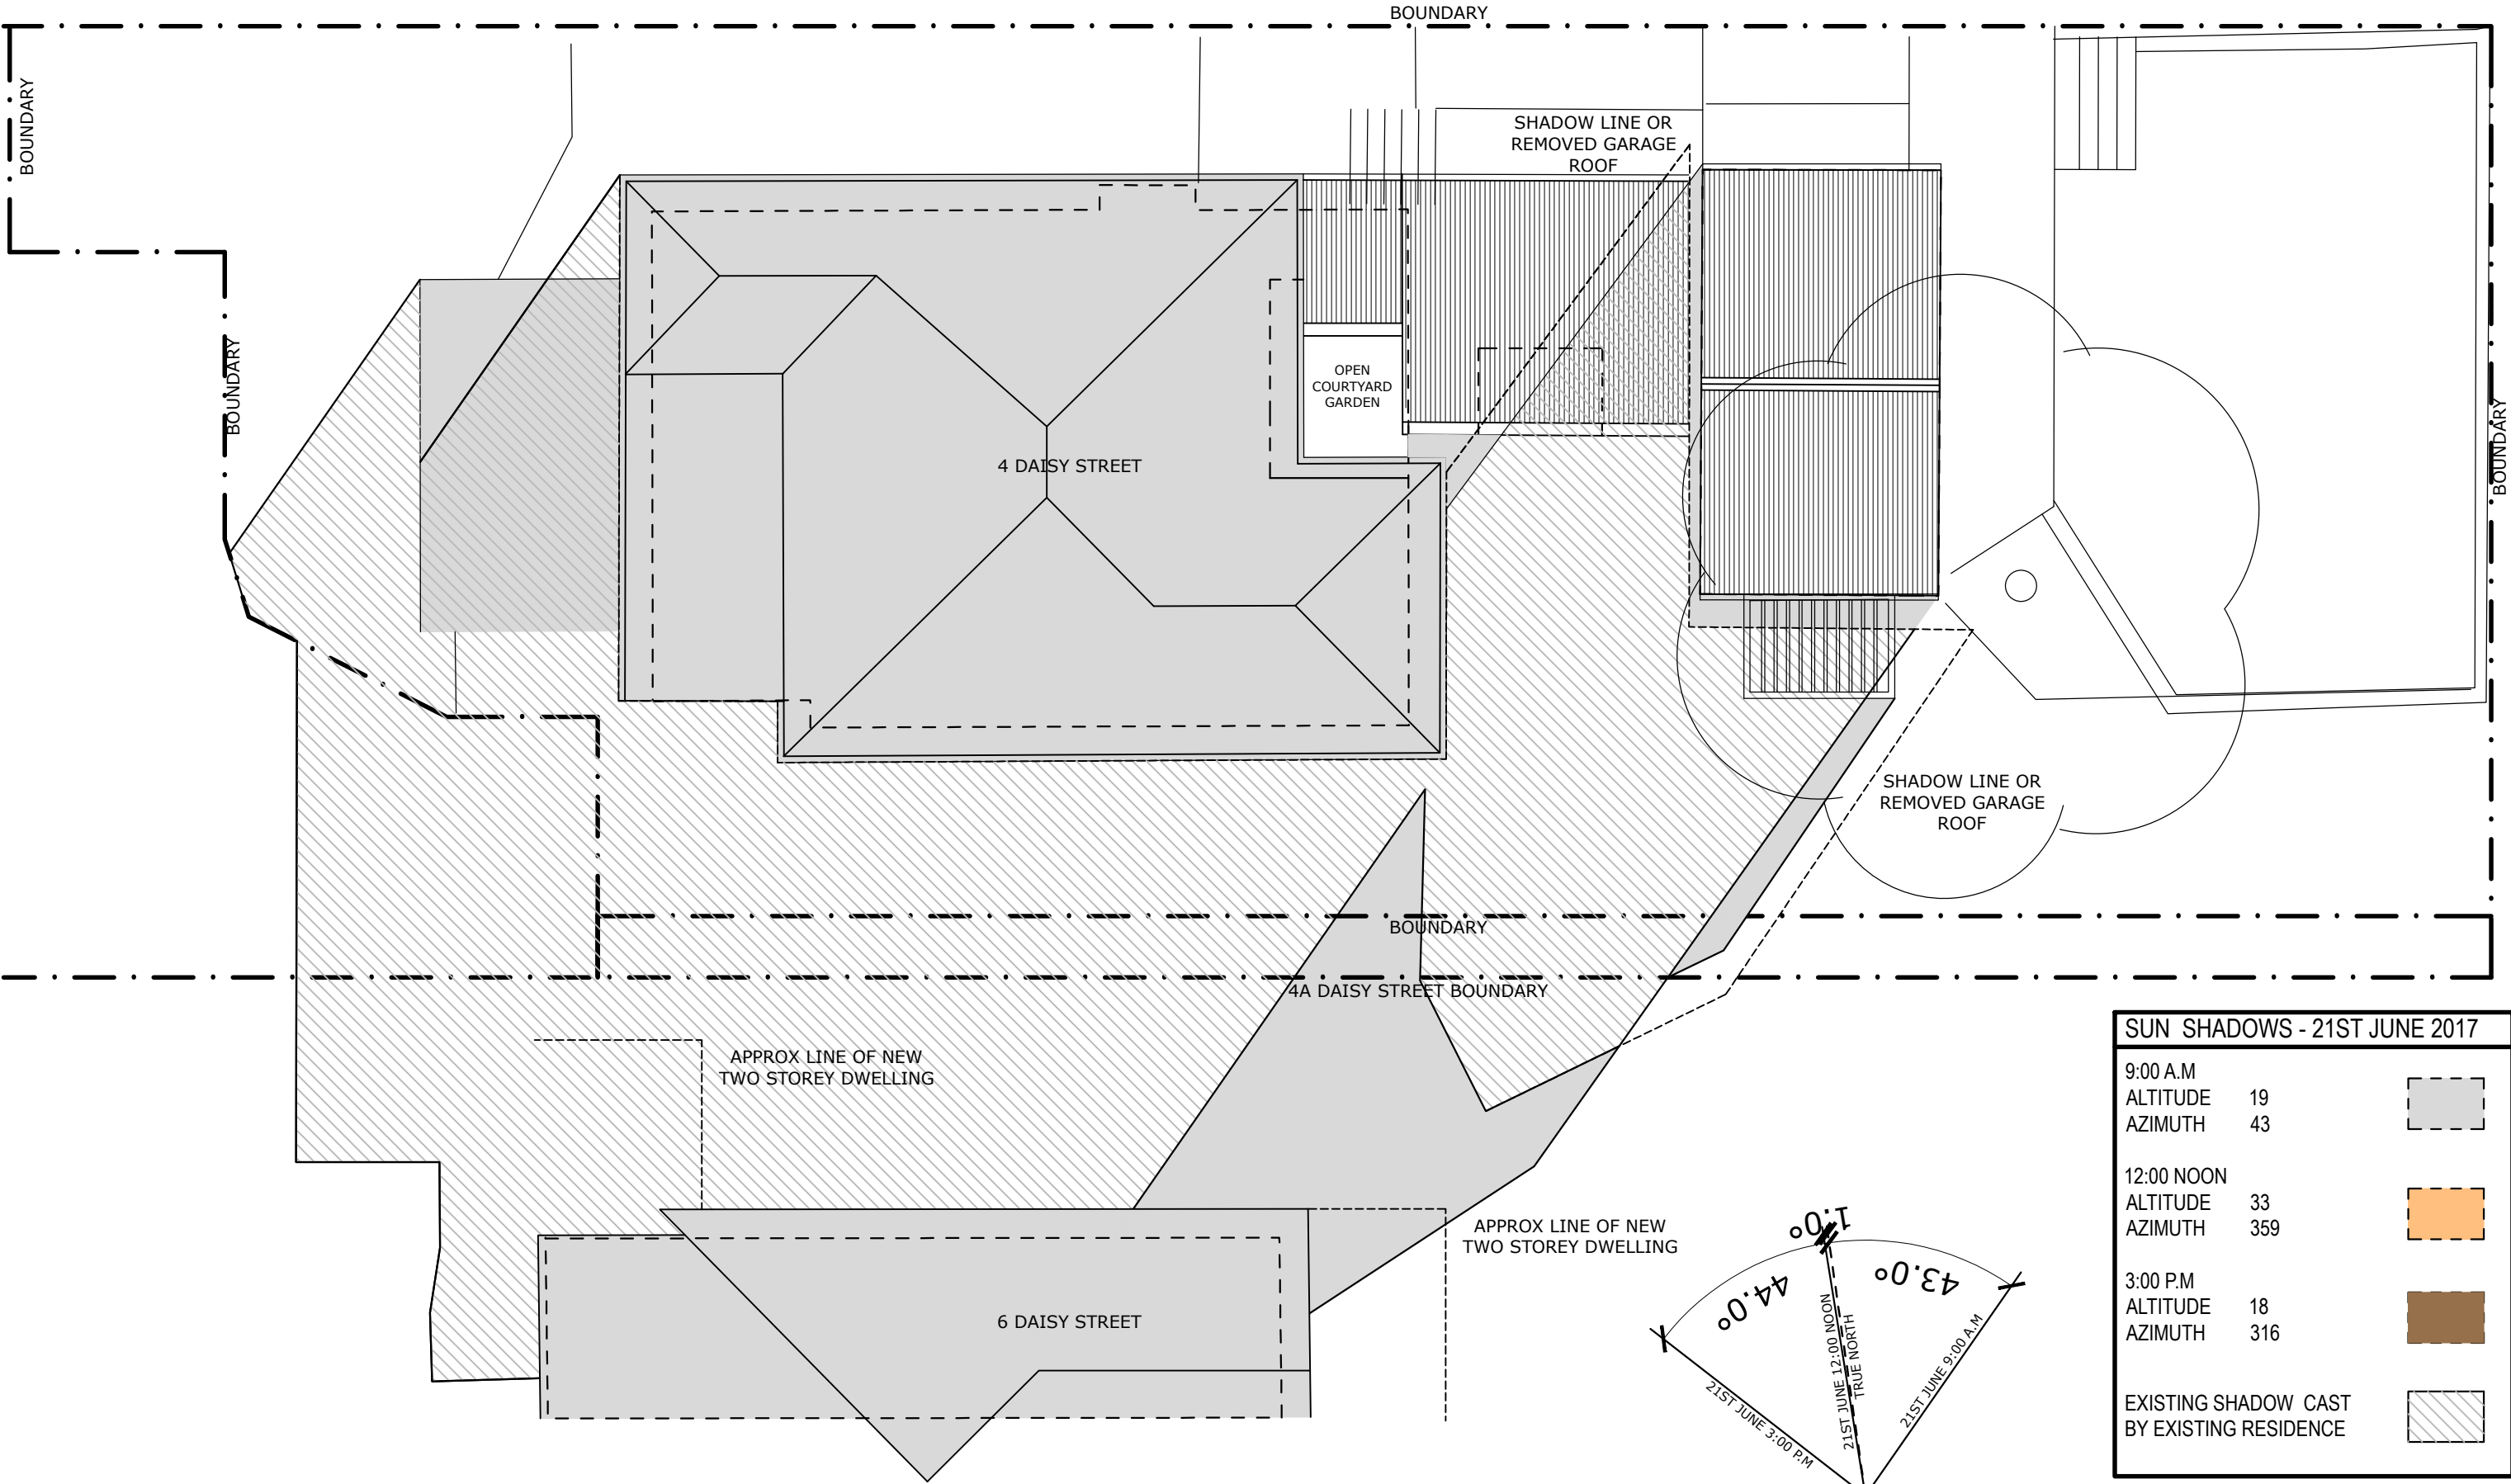 BOUNDARY
BOUNDARY
SHADOW LINE OR
REMOVED GARAGE
ROOF
BOUNDARY
OPEN
COURTYARD
GARDEN
BOUNDARY
4 DAISY STREET
SHADOW LINE OR
REMOVED GARAGE
ROOF
BOUNDARY
4A DAISY STREET BOUNDARY
APPROX LINE OF NEW
TWO STOREY DWELLING
APPROX LINE OF NEW
TWO STOREY DWELLING
6 DAISY STREET
1.0°
44.0°
43.0°
21ST JUNE 3:00 P.M
21ST JUNE 12:00 NOON
TRUE NORTH
21ST JUNE 9:00 A.M
SUN SHADOWS - 21ST JUNE 2017
9:00 A.M
ALTITUDE 19
AZIMUTH 43
12:00 NOON
ALTITUDE 33
AZIMUTH 359
3:00 P.M
ALTITUDE 18
AZIMUTH 316
EXISTING SHADOW CAST
BY EXISTING RESIDENCE